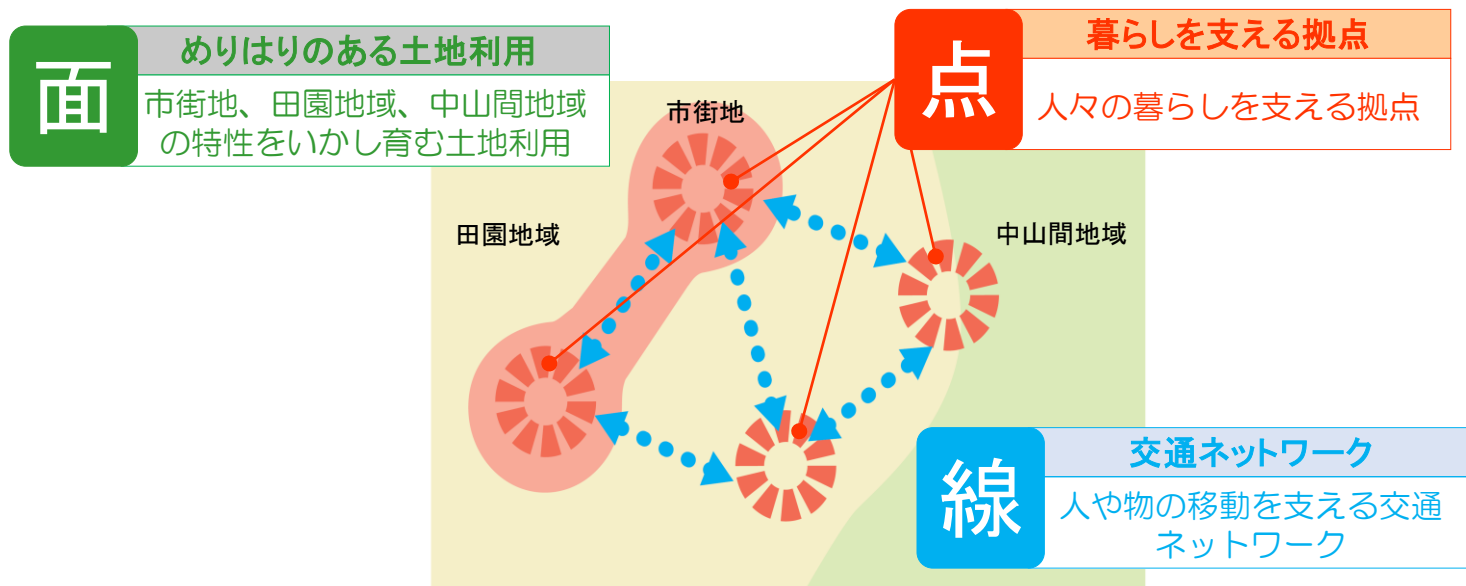 面
めりはりのある土地利用
市街地、田園地域、中山間地域
の特性をいかし育む土地利用
点
暮らしを支える拠点
人々の暮らしを支える拠点
市街地
田園地域
中山間地域
線
交通ネットワーク
人や物の移動を支える交通
ネットワーク